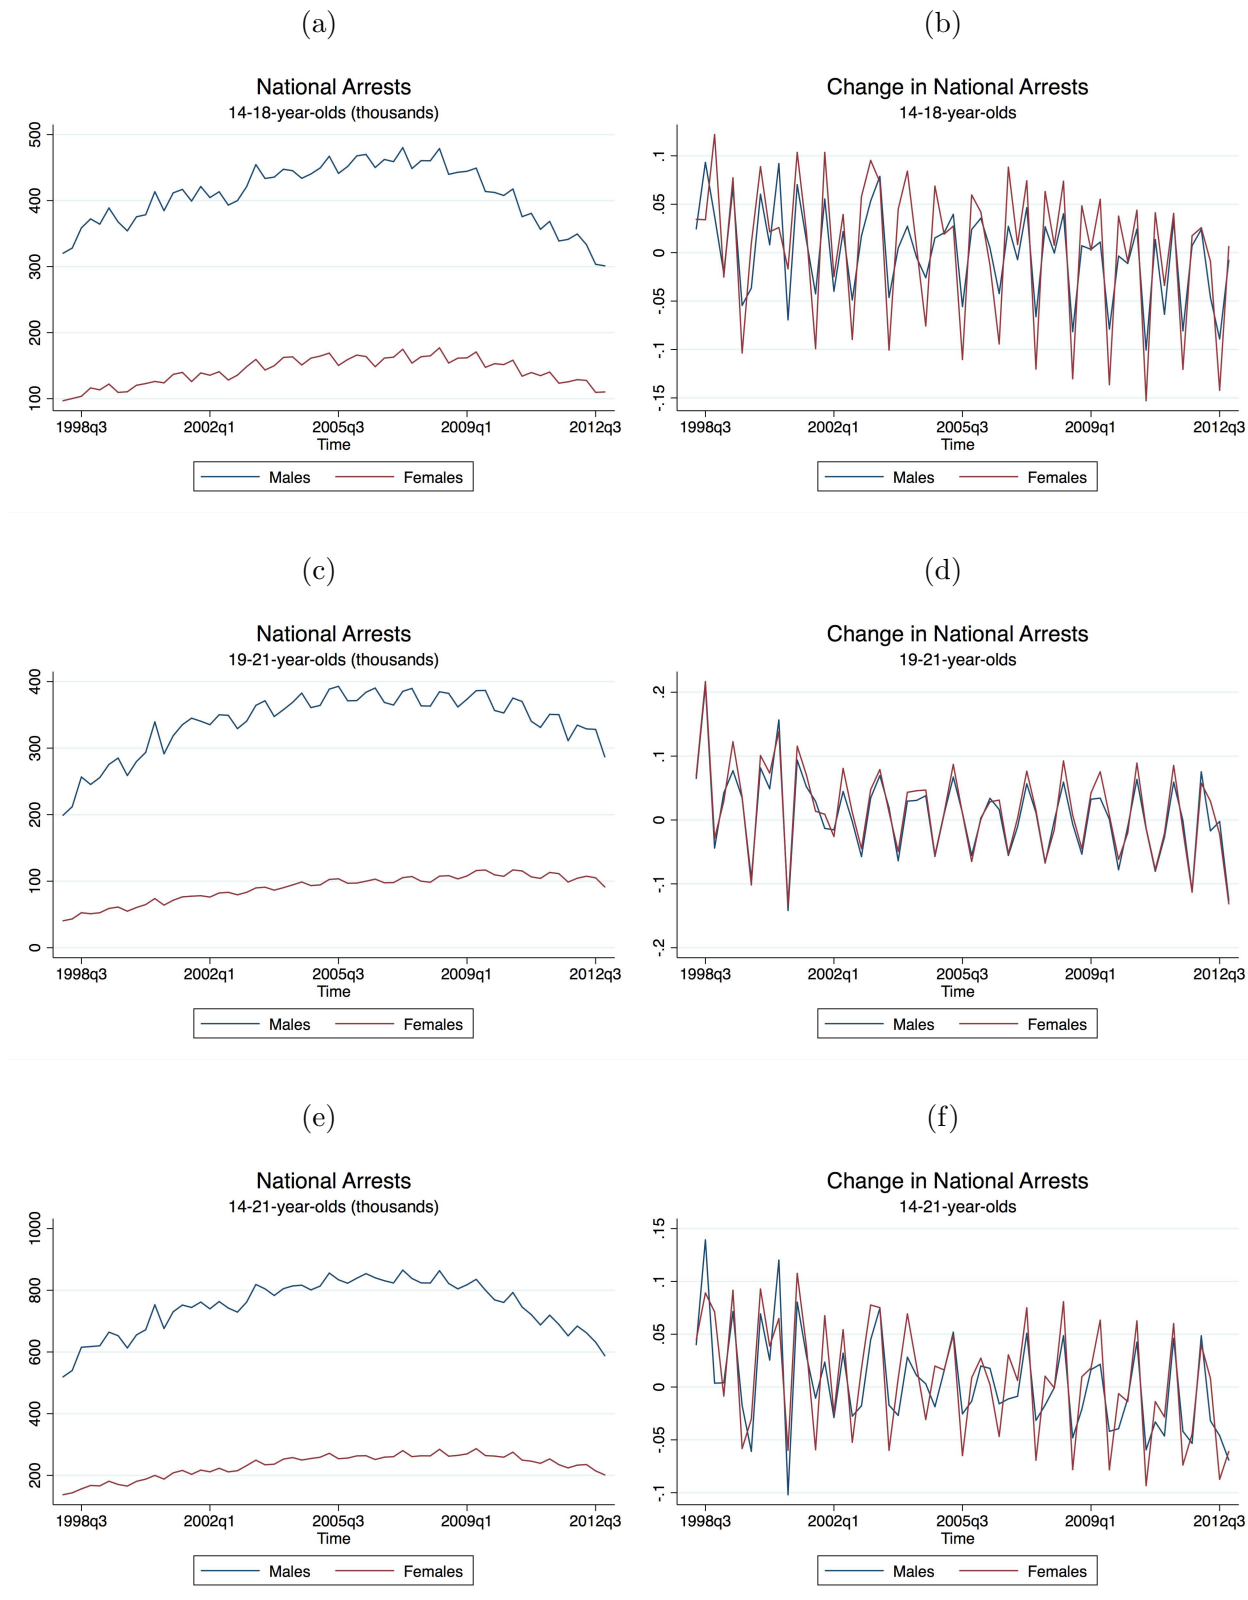 (a)
National Arrests
14-18-year-olds (thousands)
500
400
300
200
100
1998q3 2002q1 2005q3 2009q1 2012q3
Time
Males Females
(b)
Change in National Arrests
14-18-year-olds
.1
.05
0
-.05
-.1
-.15
1998q3 2002q1 2005q3 2009q1 2012q3
Time
Males Females
(c)
National Arrests
19-21-year-olds (thousands)
400
300
200
100
0
1998q3 2002q1 2005q3 2009q1 2012q3
Time
Males Females
(d)
Change in National Arrests
19-21-year-olds
.2
.1
0
-.1
-.2
1998q3 2002q1 2005q3 2009q1 2012q3
Time
Males Females
(e)
National Arrests
14-21-year-olds (thousands)
1000
800
600
400
200
1998q3 2002q1 2005q3 2009q1 2012q3
Time
Males Females
(f)
Change in National Arrests
14-21-year-olds
.15
.1
.05
0
-.05
-.1
1998q3 2002q1 2005q3 2009q1 2012q3
Time
Males Females